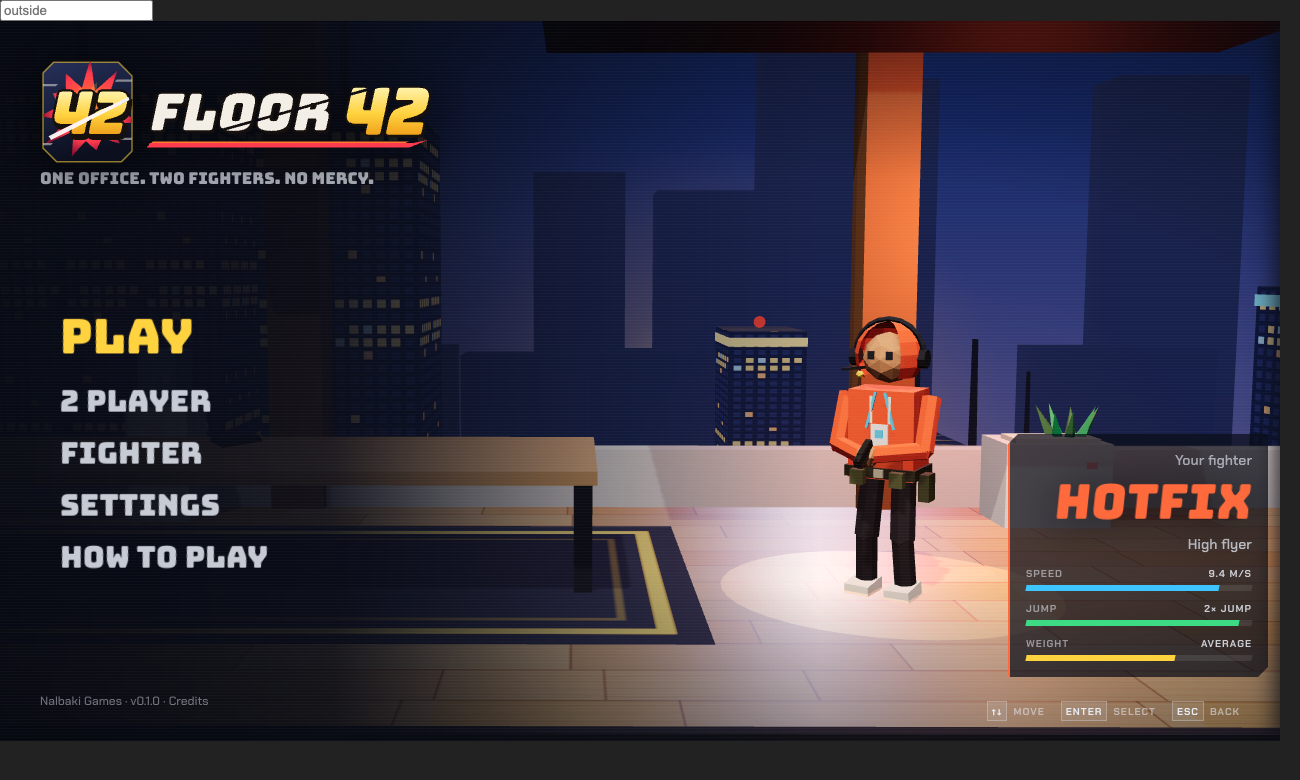 outside
42
FLOOR 42
ONE OFFICE. TWO FIGHTERS. NO MERCY.
PLAY
2 PLAYER
FIGHTER
SETTINGS
HOW TO PLAY
Your fighter
HOTFIX
High flyer
SPEED 9.4 M/S
JUMP 2× JUMP
WEIGHT AVERAGE
Nalbaki Games · v0.1.0 · Credits
↑↓ MOVE ENTER SELECT ESC BACK